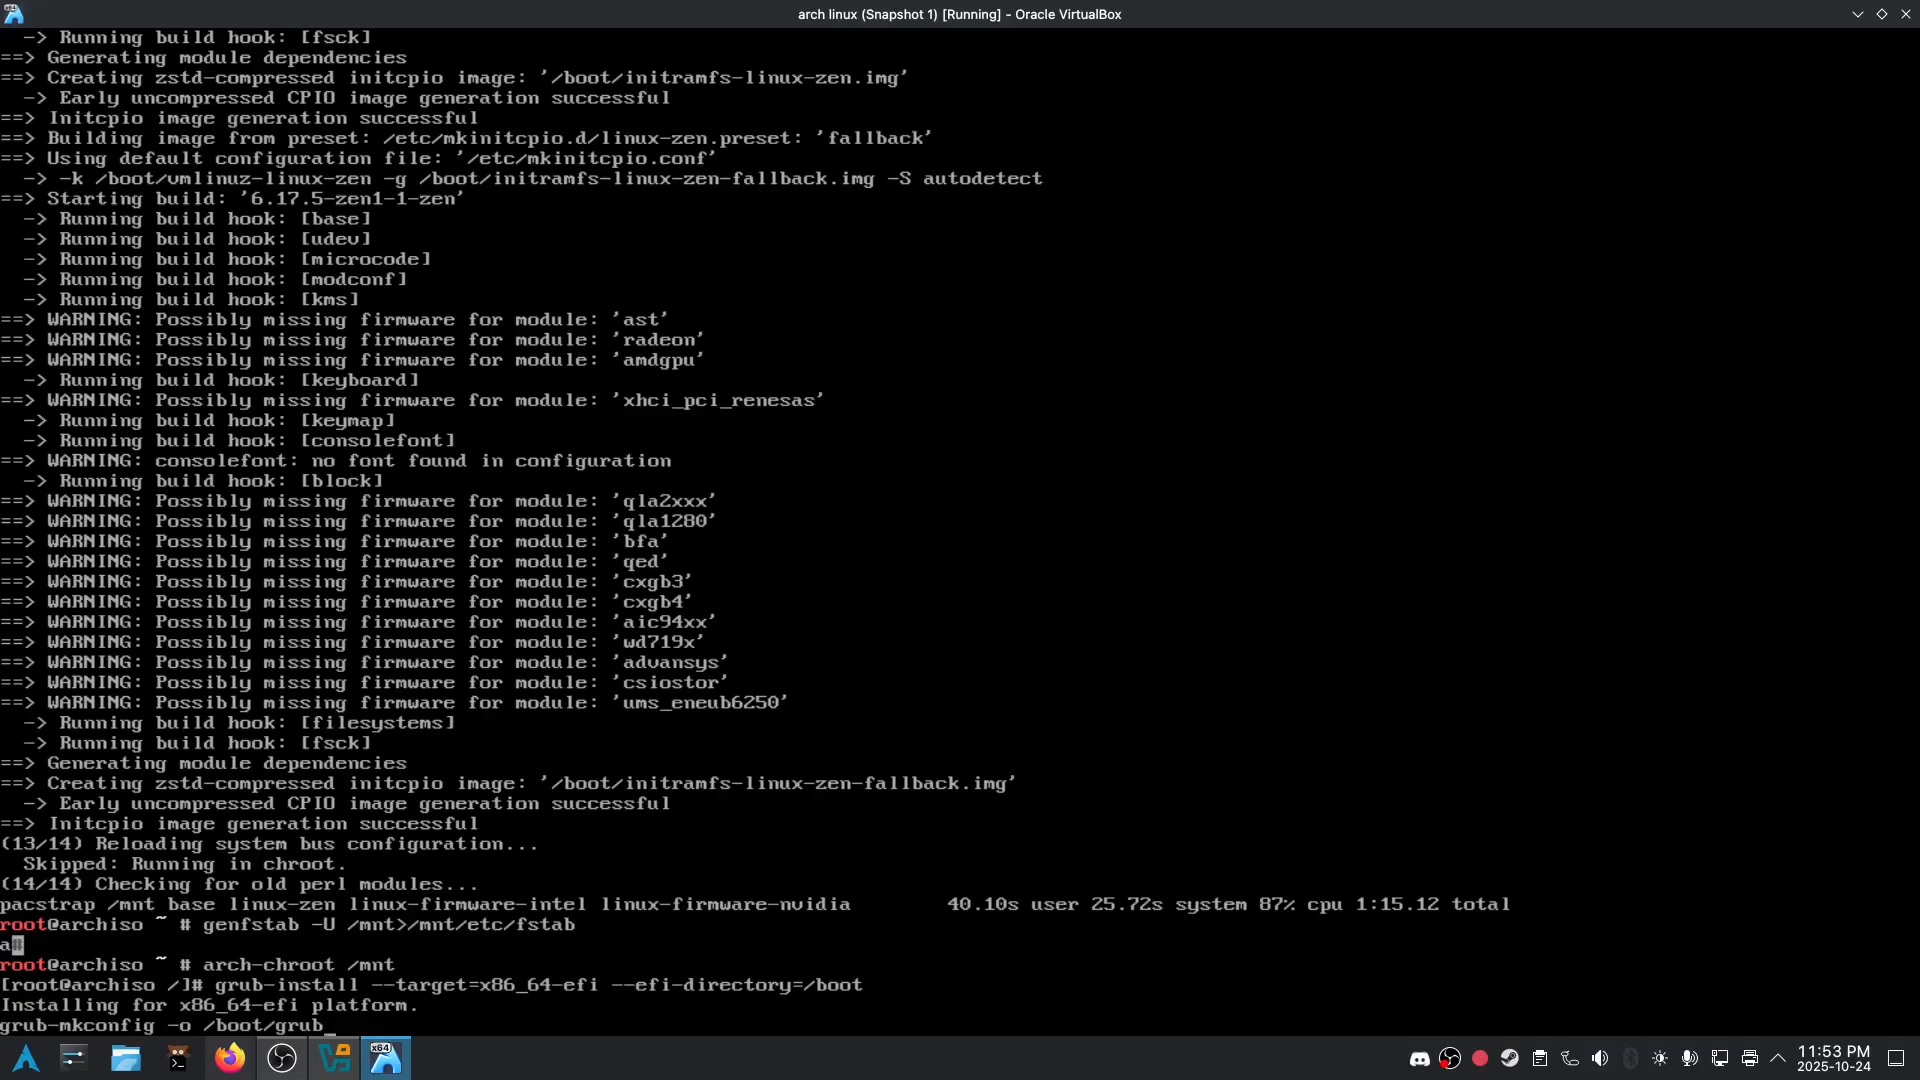 arch linux (Snapshot 1) [Running] - Oracle VirtualBox
  -> Running build hook: [fsck]
==> Generating module dependencies
==> Creating zstd-compressed initcpio image: '/boot/initramfs-linux-zen.img'
  -> Early uncompressed CPIO image generation successful
==> Initcpio image generation successful
==> Building image from preset: /etc/mkinitcpio.d/linux-zen.preset: 'fallback'
==> Using default configuration file: '/etc/mkinitcpio.conf'
  -> -k /boot/vmlinuz-linux-zen -g /boot/initramfs-linux-zen-fallback.img -S autodetect
==> Starting build: '6.17.5-zen1-1-zen'
  -> Running build hook: [base]
  -> Running build hook: [udev]
  -> Running build hook: [microcode]
  -> Running build hook: [modconf]
  -> Running build hook: [kms]
==> WARNING: Possibly missing firmware for module: 'ast'
==> WARNING: Possibly missing firmware for module: 'radeon'
==> WARNING: Possibly missing firmware for module: 'amdgpu'
  -> Running build hook: [keyboard]
==> WARNING: Possibly missing firmware for module: 'xhci_pci_renesas'
  -> Running build hook: [keymap]
  -> Running build hook: [consolefont]
==> WARNING: consolefont: no font found in configuration
  -> Running build hook: [block]
==> WARNING: Possibly missing firmware for module: 'qla2xxx'
==> WARNING: Possibly missing firmware for module: 'qla1280'
==> WARNING: Possibly missing firmware for module: 'bfa'
==> WARNING: Possibly missing firmware for module: 'qed'
==> WARNING: Possibly missing firmware for module: 'cxgb3'
==> WARNING: Possibly missing firmware for module: 'cxgb4'
==> WARNING: Possibly missing firmware for module: 'aic94xx'
==> WARNING: Possibly missing firmware for module: 'wd719x'
==> WARNING: Possibly missing firmware for module: 'advansys'
==> WARNING: Possibly missing firmware for module: 'csiostor'
==> WARNING: Possibly missing firmware for module: 'ums_eneub6250'
  -> Running build hook: [filesystems]
  -> Running build hook: [fsck]
==> Generating module dependencies
==> Creating zstd-compressed initcpio image: '/boot/initramfs-linux-zen-fallback.img'
  -> Early uncompressed CPIO image generation successful
==> Initcpio image generation successful
(13/14) Reloading system bus configuration...
  Skipped: Running in chroot.
(14/14) Checking for old perl modules...
pacstrap /mnt base linux-zen linux-firmware-intel linux-firmware-nvidia        40.10s user 25.72s system 87% cpu 1:15.12 total
root@archiso ~ # genfstab -U /mnt>/mnt/etc/fstab
a#
root@archiso ~ # arch-chroot /mnt
[root@archiso /]# grub-install --target=x86_64-efi --efi-directory=/boot
Installing for x86_64-efi platform.
grub-mkconfig -o /boot/grub_
x64
11:53 PM
2025-10-24